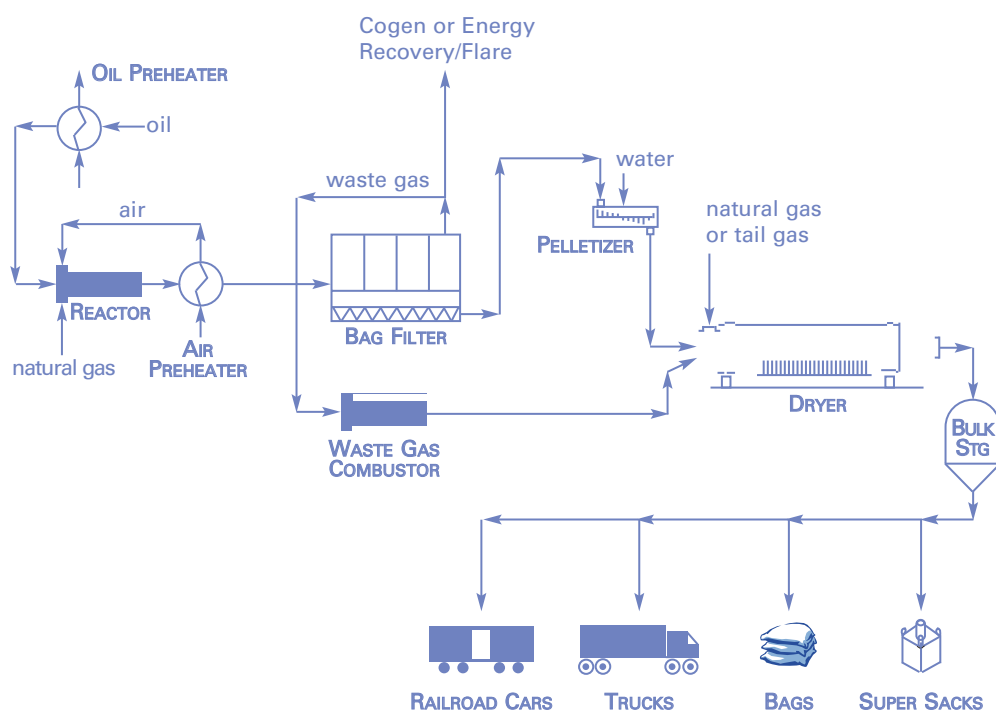 Cogen or Energy
Recovery/Flare
OIL PREHEATER
oil
water
waste gas
air
natural gas
or tail gas
PELLETIZER
REACTOR
BAG FILTER
AIR
PREHEATER
natural gas
DRYER
BULK
STG
WASTE GAS
COMBUSTOR
RAILROAD CARS
TRUCKS
BAGS
SUPER SACKS